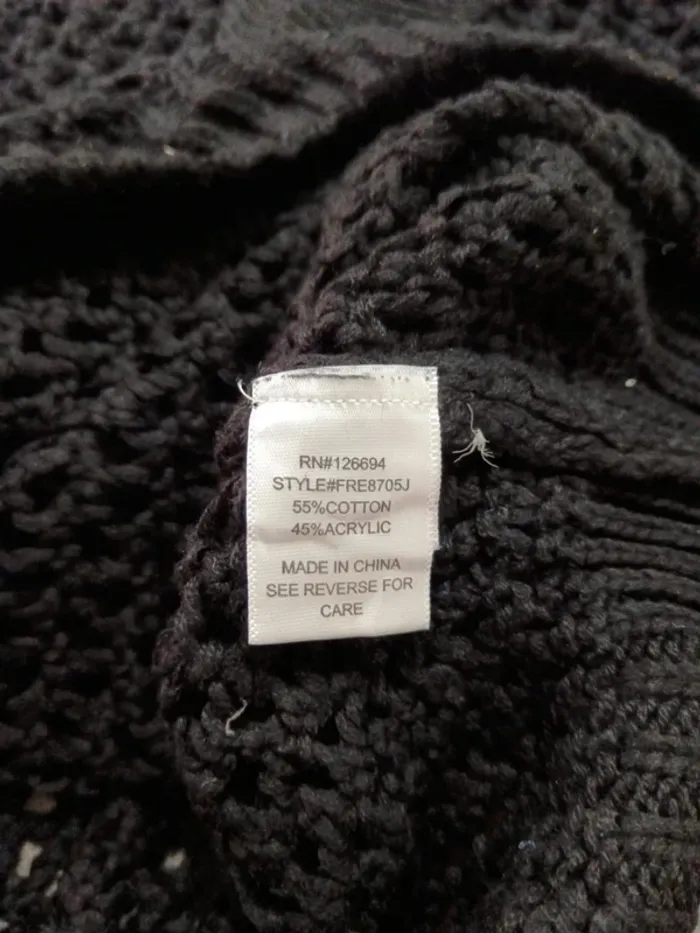 RN#126694
STYLE#FRE8705J
55%COTTON
45%ACRYLIC
MADE IN CHINA
SEE REVERSE FOR
CARE